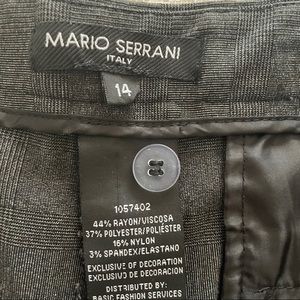 MARIO SERRANI
ITALY
14
1057402
44% RAYON/VISCOSA
37% POLYESTER/POLIÉSTER
16% NYLON
3% SPANDEX/ELASTANO
EXCLUSIVE OF DECORATION
EXCLUSIVO DE DECORACION
DISTRIBUTED BY:
BASIC FASHION SERVICES